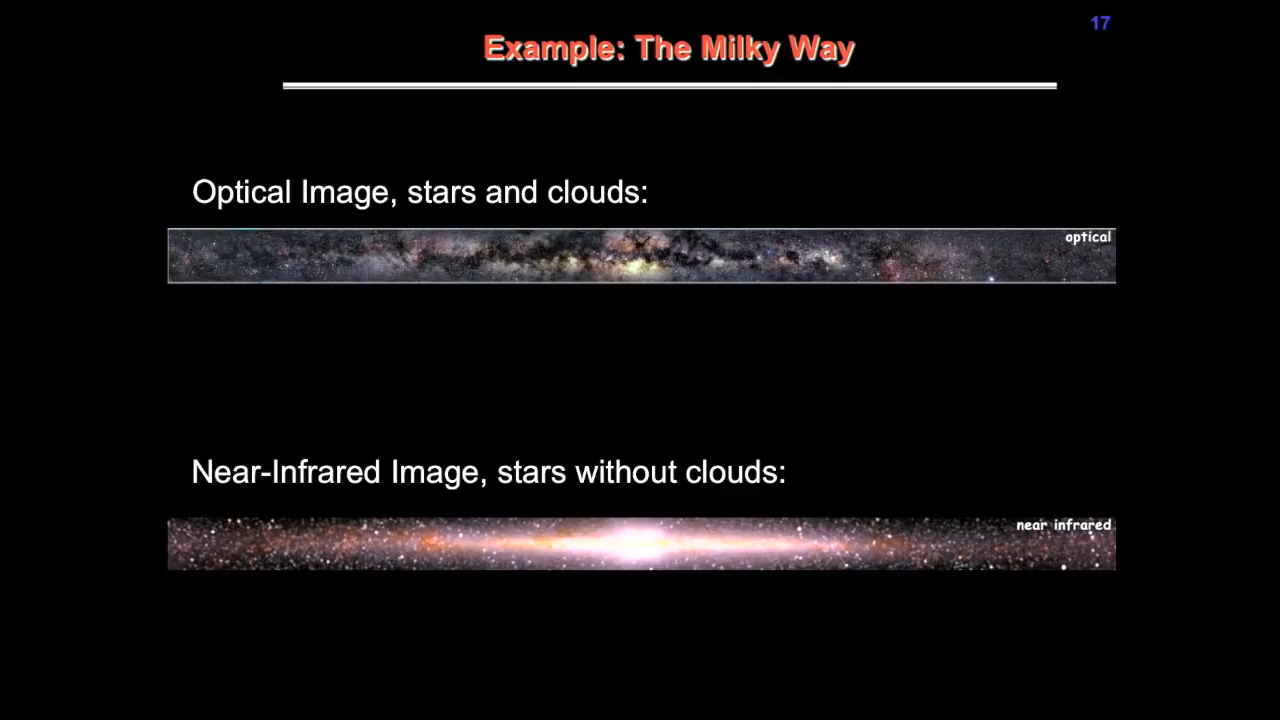 17
Example: The Milky Way
Optical Image, stars and clouds:
optical
Near-Infrared Image, stars without clouds:
near infrared